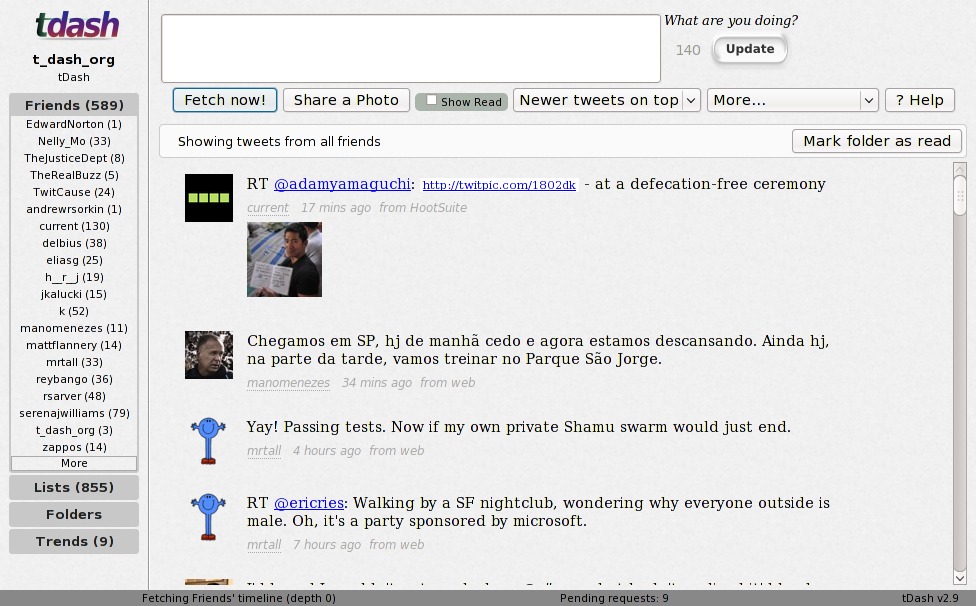 tdash
t_dash_org
tDash
Friends (589)
EdwardNorton (1)
Nelly_Mo (33)
TheJusticeDept (8)
TheRealBuzz (5)
TwitCause (24)
andrewrsorkin (1)
current (130)
delbius (38)
eliasg (25)
h__r__j (19)
jkalucki (15)
k (52)
manomenezes (11)
mattflannery (14)
mrtall (33)
reybango (36)
rsarver (48)
serenajwilliams (79)
t_dash_org (3)
zappos (14)
More
Lists (855)
Folders
Trends (9)
What are you doing?
140 Update
Fetch now! Share a Photo Show Read Newer tweets on top More... ? Help
Showing tweets from all friends Mark folder as read
RT @adamyamaguchi: http://twitpic.com/1802dk - at a defecation-free ceremony
current 17 mins ago from HootSuite
Chegamos em SP, hj de manhã cedo e agora estamos descansando. Ainda hj,
na parte da tarde, vamos treinar no Parque São Jorge.
manomenezes 34 mins ago from web
Yay! Passing tests. Now if my own private Shamu swarm would just end.
mrtall 4 hours ago from web
RT @ericries: Walking by a SF nightclub, wondering why everyone outside is
male. Oh, it's a party sponsored by microsoft.
mrtall 7 hours ago from web
Fetching Friends' timeline (depth 0) Pending requests: 9 tDash v2.9